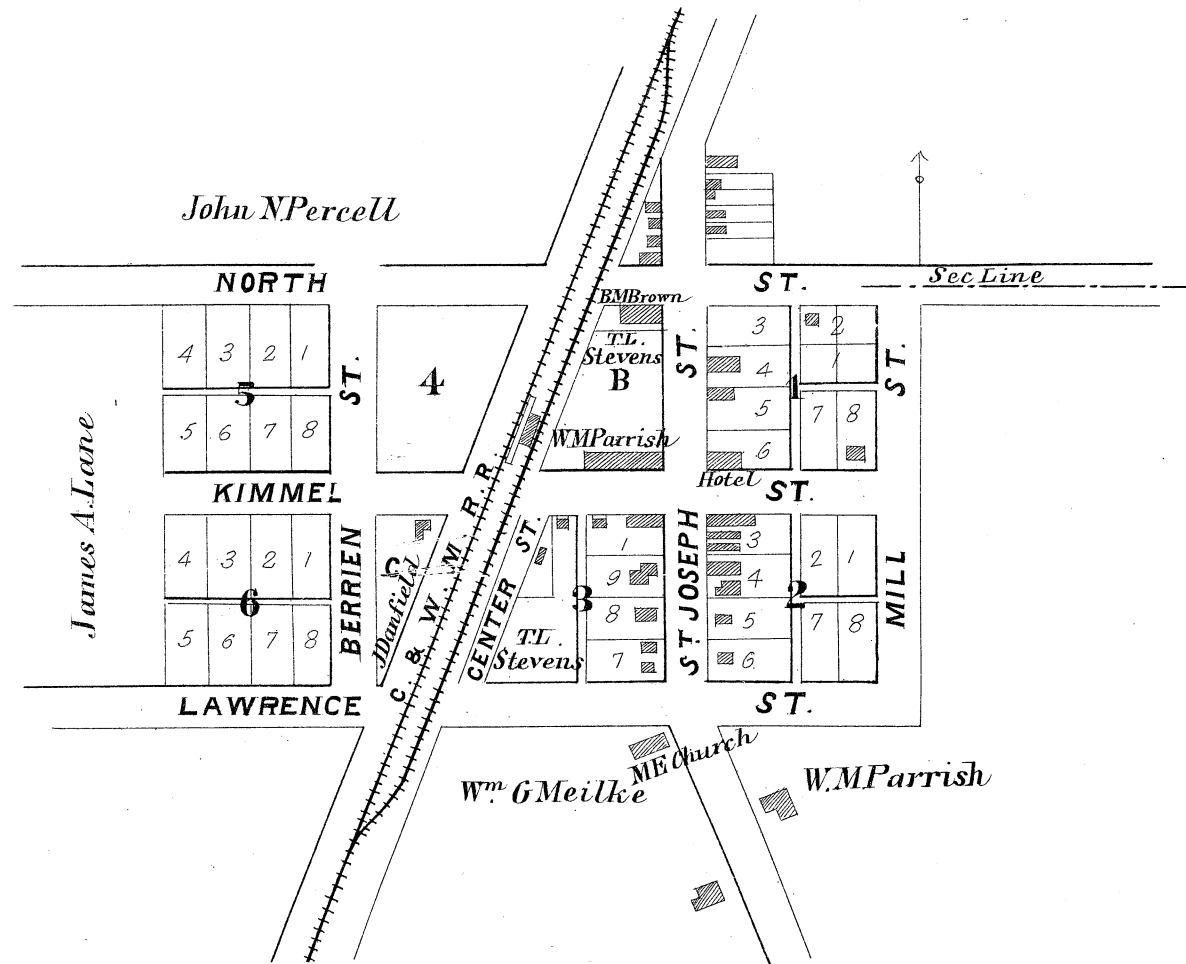 John N. Percell
NORTH ST.
Sec Line
B M Brown
T. L.
Stevens
B
W M Parrish
Hotel
4 3 2 1
5
5 6 7 8
ST.
4
ST.
3
4
5
6
1
2
1
7 8
ST.
James A. Lane
KIMMEL ST.
4 3 2 1
6
5 6 7 8
BERRIEN
J Danfield
C. & W. M. R. R.
CENTER ST.
T. L.
Stevens
3
1
9
8
7
ST JOSEPH
3
4
5
6
2
2 1
7 8
MILL
LAWRENCE ST.
M E Church
Wm. G Meilke
W. M. Parrish